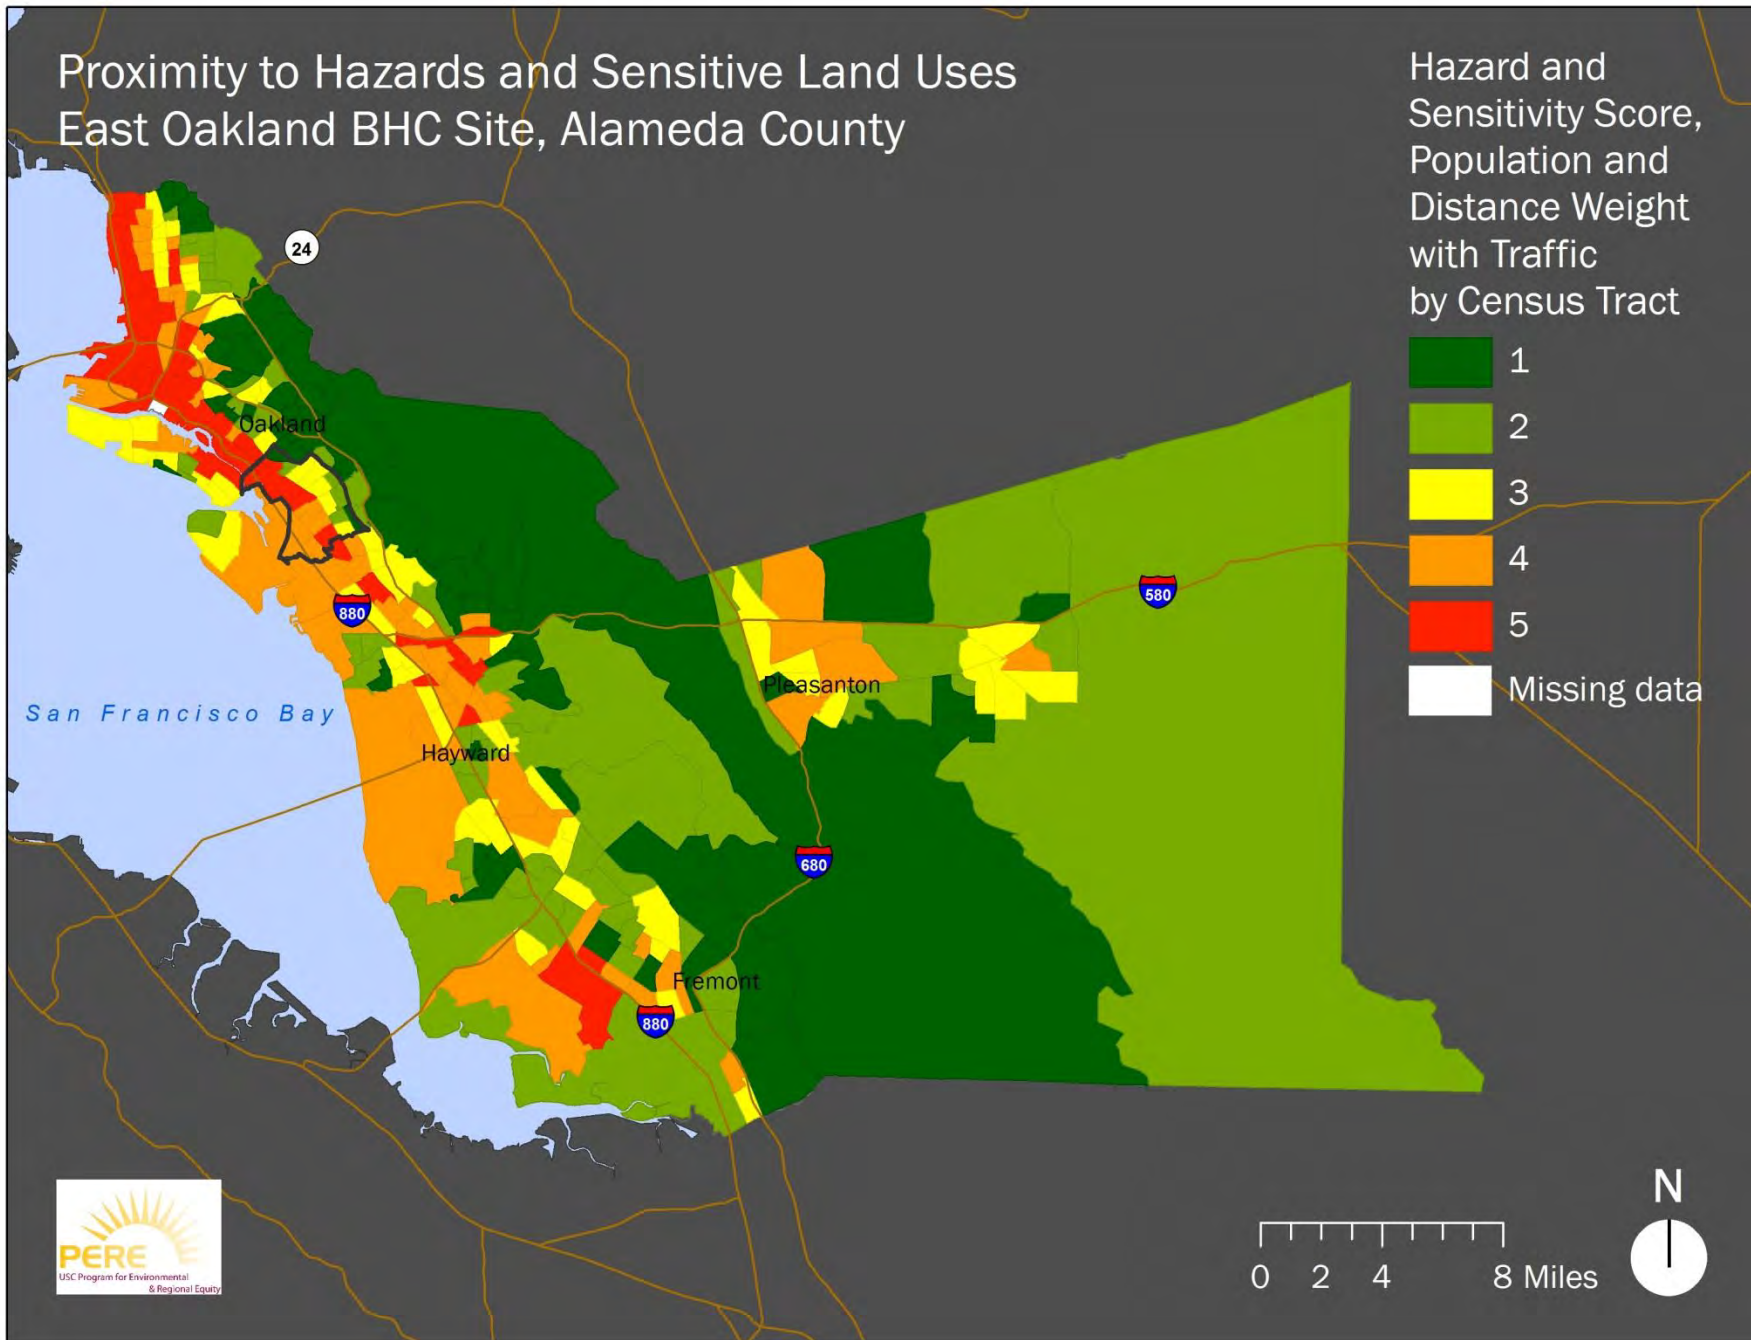 Proximity to Hazards and Sensitive Land Uses
East Oakland BHC Site, Alameda County
Hazard and
Sensitivity Score,
Population and
Distance Weight
with Traffic
by Census Tract
1
2
3
4
5
Missing data
24
Oakland
880
580
Pleasanton
San Francisco Bay
Hayward
680
Fremont
880
PERE
USC Program for Environmental
& Regional Equity
N
0 2 4 8 Miles